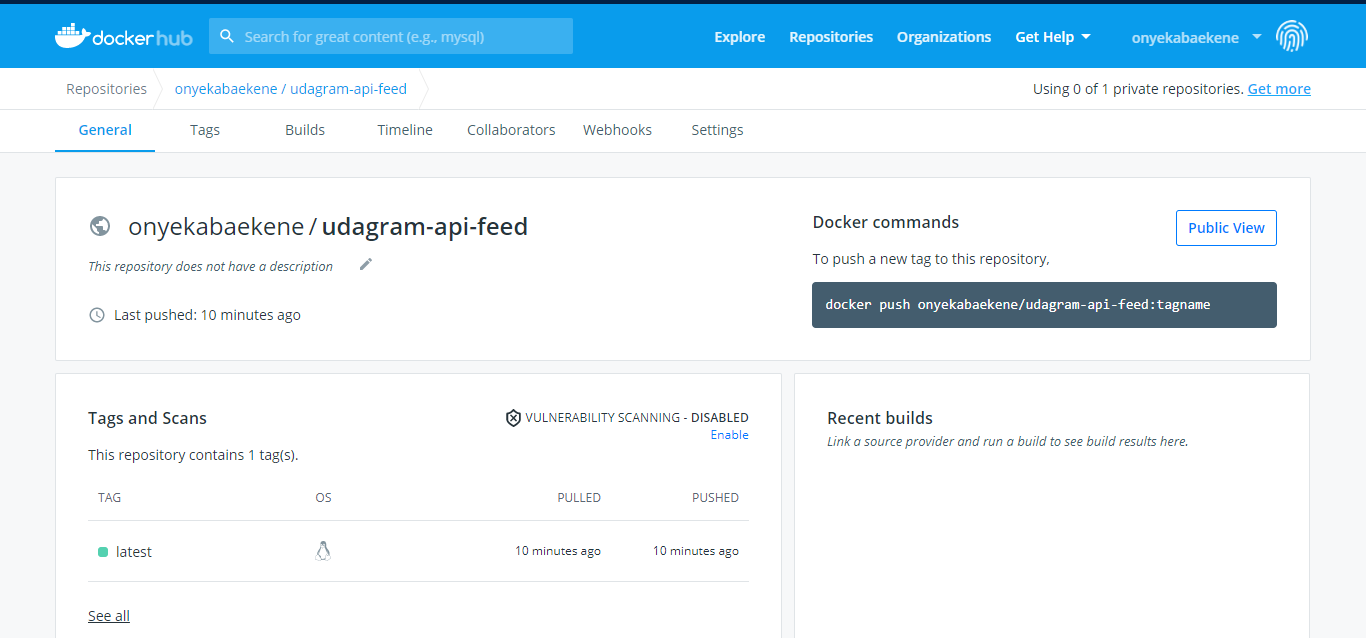 docker hub
Search for great content (e.g., mysql)
Explore
Repositories
Organizations
Get Help
onyekabaekene
Repositories
onyekabaekene / udagram-api-feed
Using 0 of 1 private repositories. Get more
General
Tags
Builds
Timeline
Collaborators
Webhooks
Settings
onyekabaekene / udagram-api-feed
This repository does not have a description
Last pushed: 10 minutes ago
Docker commands
Public View
To push a new tag to this repository,
docker push onyekabaekene/udagram-api-feed:tagname
Tags and Scans
VULNERABILITY SCANNING - DISABLED
Enable
This repository contains 1 tag(s).
TAG OS PULLED PUSHED
latest 10 minutes ago 10 minutes ago
See all
Recent builds
Link a source provider and run a build to see build results here.